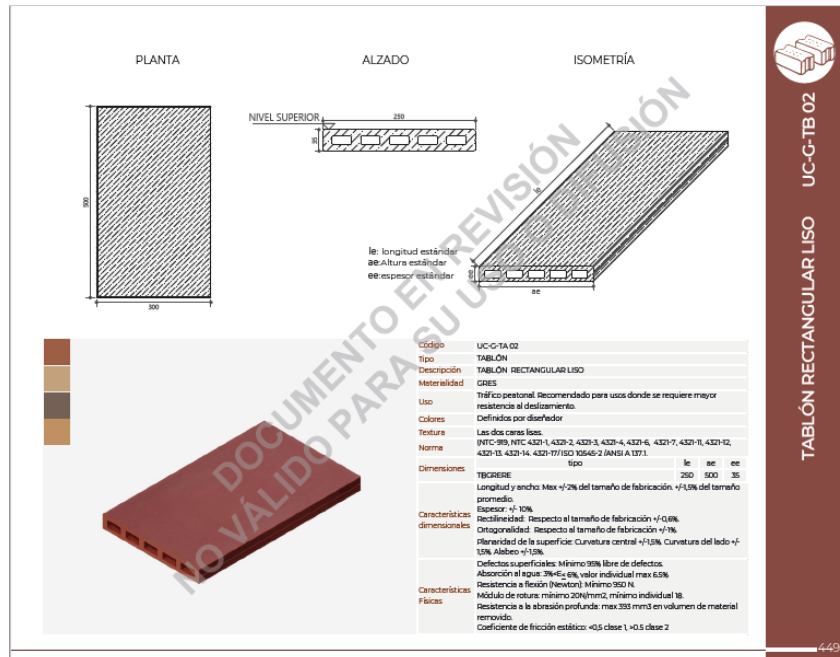 PLANTA
ALZADO
ISOMETRÍA
NIVEL SUPERIOR
250
35
500
300
le
ee
ae
le: longitud estándar
ae:Altura estándar
ee:espesor estándar
DOCUMENTO EN REVISIÓN
NO VÁLIDO PARA SU USO O DIFUSIÓN
Código UC-G-TA 02
Tipo TABLÓN
Descripción TABLÓN RECTANGULAR LISO
Materialidad GRES
Uso Tráfico peatonal. Recomendado para usos donde se requiere mayor
resistencia al deslizamiento.
Colores Definidos por diseñador
Textura Las dos caras lisas.
Norma (NTC-919, NTC 4321-1, 4321-2, 4321-3, 4321-4, 4321-6, 4321-7, 4321-11, 4321-12,
4321-13. 4321-14. 4321-17/ ISO 10545-2 /ANSI A 137.1.
Dimensiones tipo le ae ee
TBGRERE 250 500 35
Características dimensionales
Longitud y ancho: Max +/-2% del tamaño de fabricación. +/-1,5% del tamaño
promedio.
Espesor: +/- 10%.
Rectilineidad: Respecto al tamaño de fabricación +/-0,6%.
Ortogonalidad: Respecto al tamaño de fabricación +/-1%.
Planaridad de la superficie: Curvatura central +/-1,5%. Curvatura del lado +/-
1,5%. Alabeo +/-1,5%.
Características Físicas
Defectos superficiales: Mínimo 95% libre de defectos.
Absorción al agua: 3%<E≤ 6%, valor individual max 6.5%
Resistencia a flexión (Newton): Mínimo 950 N.
Módulo de rotura: mínimo 20N/mm2, mínimo individual 18.
Resistencia a la abrasión profunda: max 393 mm3 en volumen de material
removido.
Coeficiente de fricción estático: <0,5 clase 1, >0.5 clase 2
TABLÓN RECTANGULAR LISO UC-G-TB 02
449